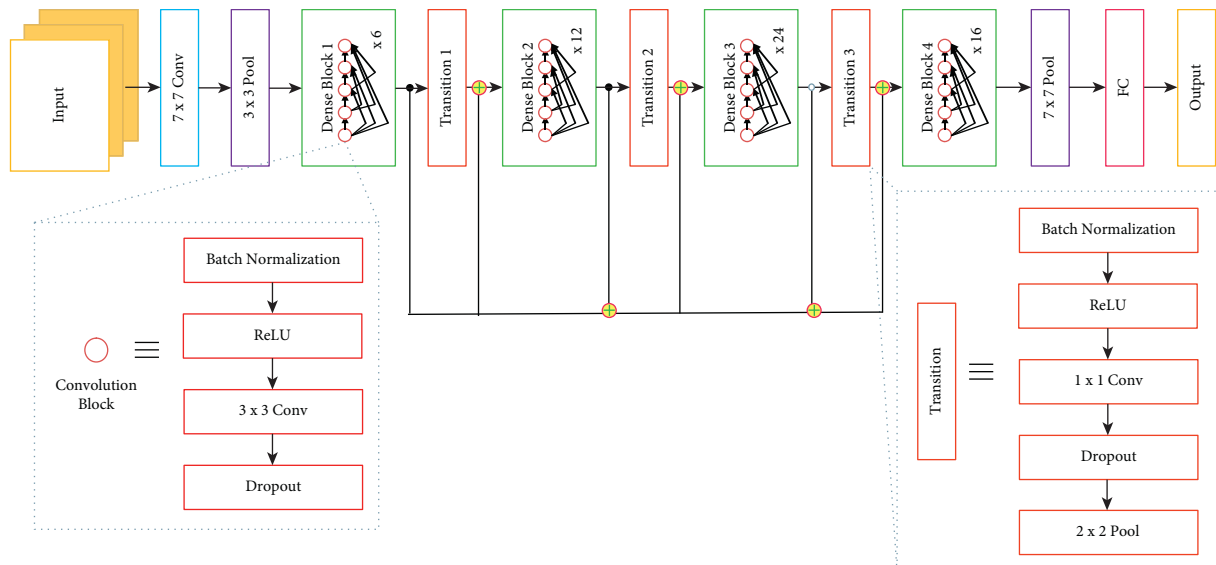 Input
7 x 7 Conv
3 x 3 Pool
Dense Block 1
x 6
Transition 1
Dense Block 2
x 12
Transition 2
Dense Block 3
x 24
Transition 3
Dense Block 4
x 16
7 x 7 Pool
FC
Output
Convolution
Block
Batch Normalization
ReLU
3 x 3 Conv
Dropout
Transition
Batch Normalization
ReLU
1 x 1 Conv
Dropout
2 x 2 Pool